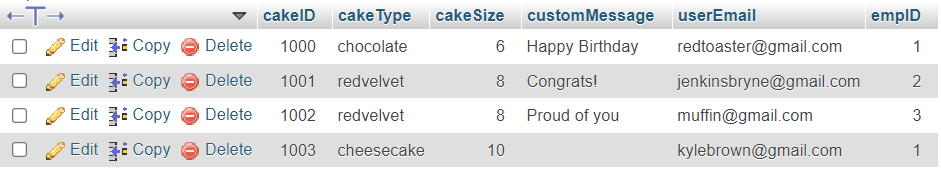 cakeID cakeType cakeSize customMessage userEmail empID
Edit Copy Delete 1000 chocolate 6 Happy Birthday redtoaster@gmail.com 1
Edit Copy Delete 1001 redvelvet 8 Congrats! jenkinsbryne@gmail.com 2
Edit Copy Delete 1002 redvelvet 8 Proud of you muffin@gmail.com 3
Edit Copy Delete 1003 cheesecake 10 kylebrown@gmail.com 1